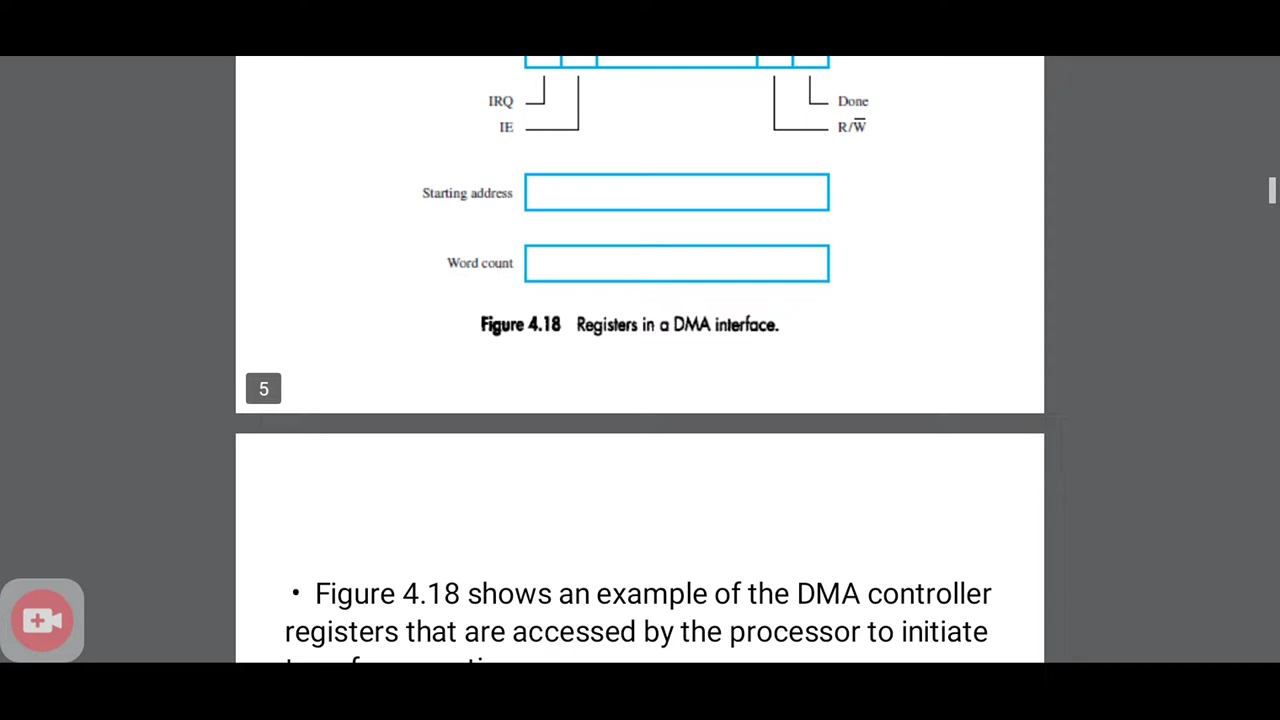 IRQ
Done
IE
R/W̅
Starting address
Word count
Figure 4.18 Registers in a DMA interface.
5
• Figure 4.18 shows an example of the DMA controller
registers that are accessed by the processor to initiate